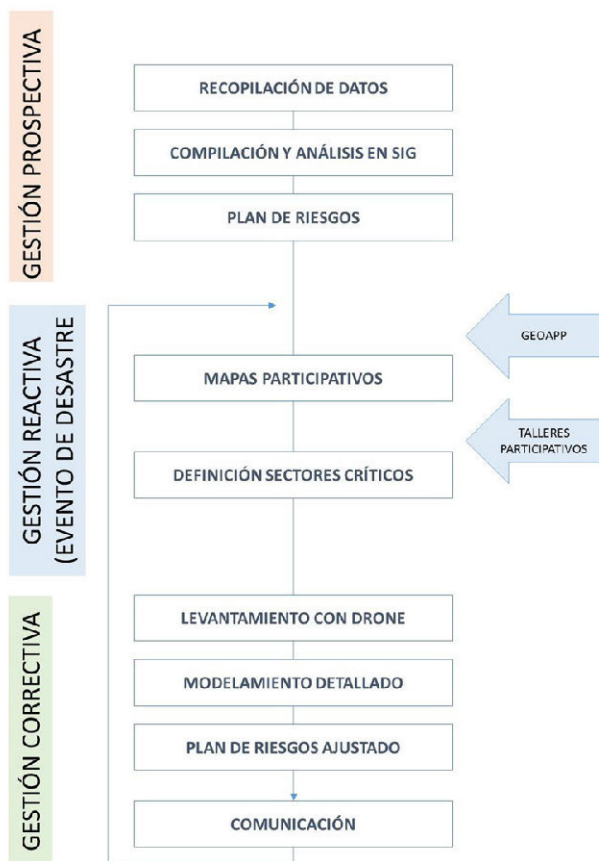 GESTIÓN PROSPECTIVA
RECOPILACIÓN DE DATOS
COMPILACIÓN Y ANÁLISIS EN SIG
PLAN DE RIESGOS
GESTIÓN REACTIVA
(EVENTO DE DESASTRE
GEOAPP
MAPAS PARTICIPATIVOS
TALLERES
PARTICIPATIVOS
DEFINICIÓN SECTORES CRÍTICOS
GESTIÓN CORRECTIVA
LEVANTAMIENTO CON DRONE
MODELAMIENTO DETALLADO
PLAN DE RIESGOS AJUSTADO
COMUNICACIÓN